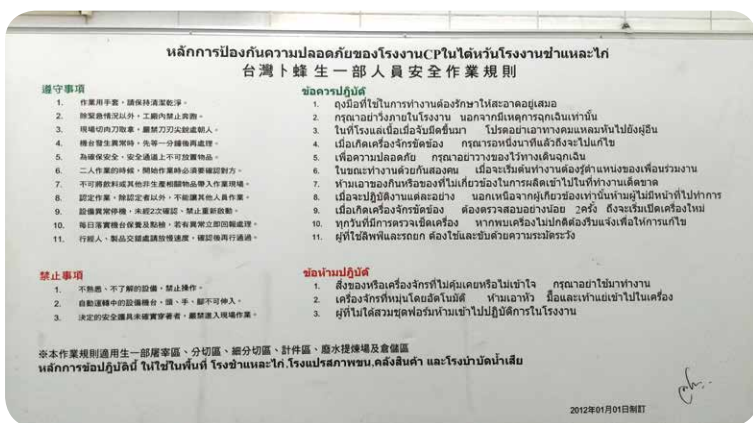 หลักการป้องกันความปลอดภัยของโรงงานCPในไต้หวันโรงงานชำแหละไก่
台灣卜蜂生一部人員安全作業規則
遵守事項
1. 作業用手套,請保持清潔乾淨。
2. 除緊急情況以外,工廠內禁止奔跑。
3. 現場切肉刀取拿,嚴禁刀刃尖銳處朝人。
4. 機台發生異常時,先等一分鐘後再處理。
5. 為確保安全,安全通道上不可放置物品。
6. 二人作業的時候,開始作業時必須要確認對方。
7. 不可將飲料或其他非生產相關物品帶入作業現場。
8. 認定作業,除認定者以外,不能讓其他人員作業。
9. 設備異常停機,未經2次確認、禁止重新啟動。
10. 每日落實機台保養及點檢,若有異常立即回報處理。
11. 行經人、製品交錯處請放慢速度,確認後再行通過。
禁止事項
1. 不熟悉、不了解的設備,禁止操作。
2. 自動運轉中的設備機台,頭、手、腳不可伸入。
3. 決定的安全護具未確實穿著者,嚴禁進入現場作業。
ข้อควรปฎิบัติ
1. ถุงมือที่ใช้ในการทำงานต้องรักษาให้สะอาดอยู่เสมอ
2. กรุณาอย่าวิ่งภายในโรงงาน นอกจากมีเหตุการฉุกเฉินเท่านั้น
3. ในที่โรงแล่เนื้อเมื่อจับมีดขึ้นมา โปรดอย่าเอาทางคมแหลมหันไปยังผู้อื่น
4. เมื่อเกิดเครื่องจักรขัดข้อง กรุณารอหนึ่งนาทีแล้วถึงจะไปแก้ไข
5. เพื่อความปลอดภัย กรุณาอย่าวางของไว้ทางเดินฉุกเฉิน
6. ในขณะทำงานด้วยกันสองคน เมื่อจะเริ่มต้นทำงานต้องรู้ตำแหน่งของเพื่อนร่วมงาน
7. ห้ามเอาของกินหรือของที่ไม่เกี่ยวข้องในการผลิตเข้าไปในที่ทำงานเด็ดขาด
8. เมื่อจะปฎิบัติงานแต่ละอย่าง นอกเหนือจากผู้เกี่ยวข้องเท่านั้นห้ามผู้ไม่มีหน้าที่ไปทำการ
9. เมื่อเกิดเครื่องจักรขัดข้อง ต้องตรวจสอบอย่างน้อย 2ครั้ง ถึงจะเริ่มเปิดเครื่องใหม่
10. ทุกวันที่มีการตรวจเช็คเครื่อง หากพบเครื่องไม่ปกติต้องรีบแจ้งเพื่อให้การแก้ไข
11. ผู้ที่ใช้ลิฟท์และรถยก ต้องใช้และขับด้วยความระมัดระวัง
ข้อห้ามปฎิบัติ
1. สิ่งของหรือเครื่องจักรที่ไม่คุ้มเคยหรือไม่เข้าใจ กรุณาอย่าใช้มาทำงาน
2. เครื่องจักรที่หมุนโดยอัตโนมัติ ห้ามเอาหัว มือและเท้าแย่เข้าไปในเครื่อง
3. ผู้ที่ไม่ได้สวมชุดฟอร์มห้ามเข้าไปปฎิบัติการในโรงงาน
※本作業規則適用生一部屠宰區、分切區、細分切區、計件區、廢水提煉場及倉儲區
หลักการข้อปฎิบัตินี้ ให้ใช้ในพื้นที่ โรงชำแหละไก่,โรงแปรสภาพขน,คลังสินค้า และโรงบำบัดน้ำเสีย
2012年01月01日制訂